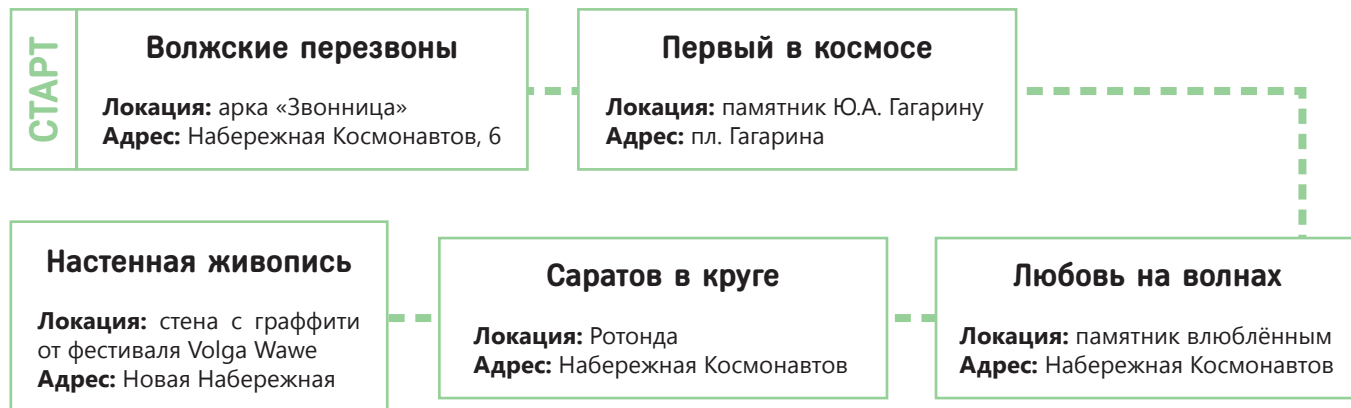 СТАРТ
Волжские перезвоны
Локация: арка «Звонница»
Адрес: Набережная Космонавтов, 6
Первый в космосе
Локация: памятник Ю.А. Гагарину
Адрес: пл. Гагарина
Любовь на волнах
Локация: памятник влюблённым
Адрес: Набережная Космонавтов
Саратов в круге
Локация: Ротонда
Адрес: Набережная Космонавтов
Настенная живопись
Локация: стена с граффити
от фестиваля Volga Wawe
Адрес: Новая Набережная